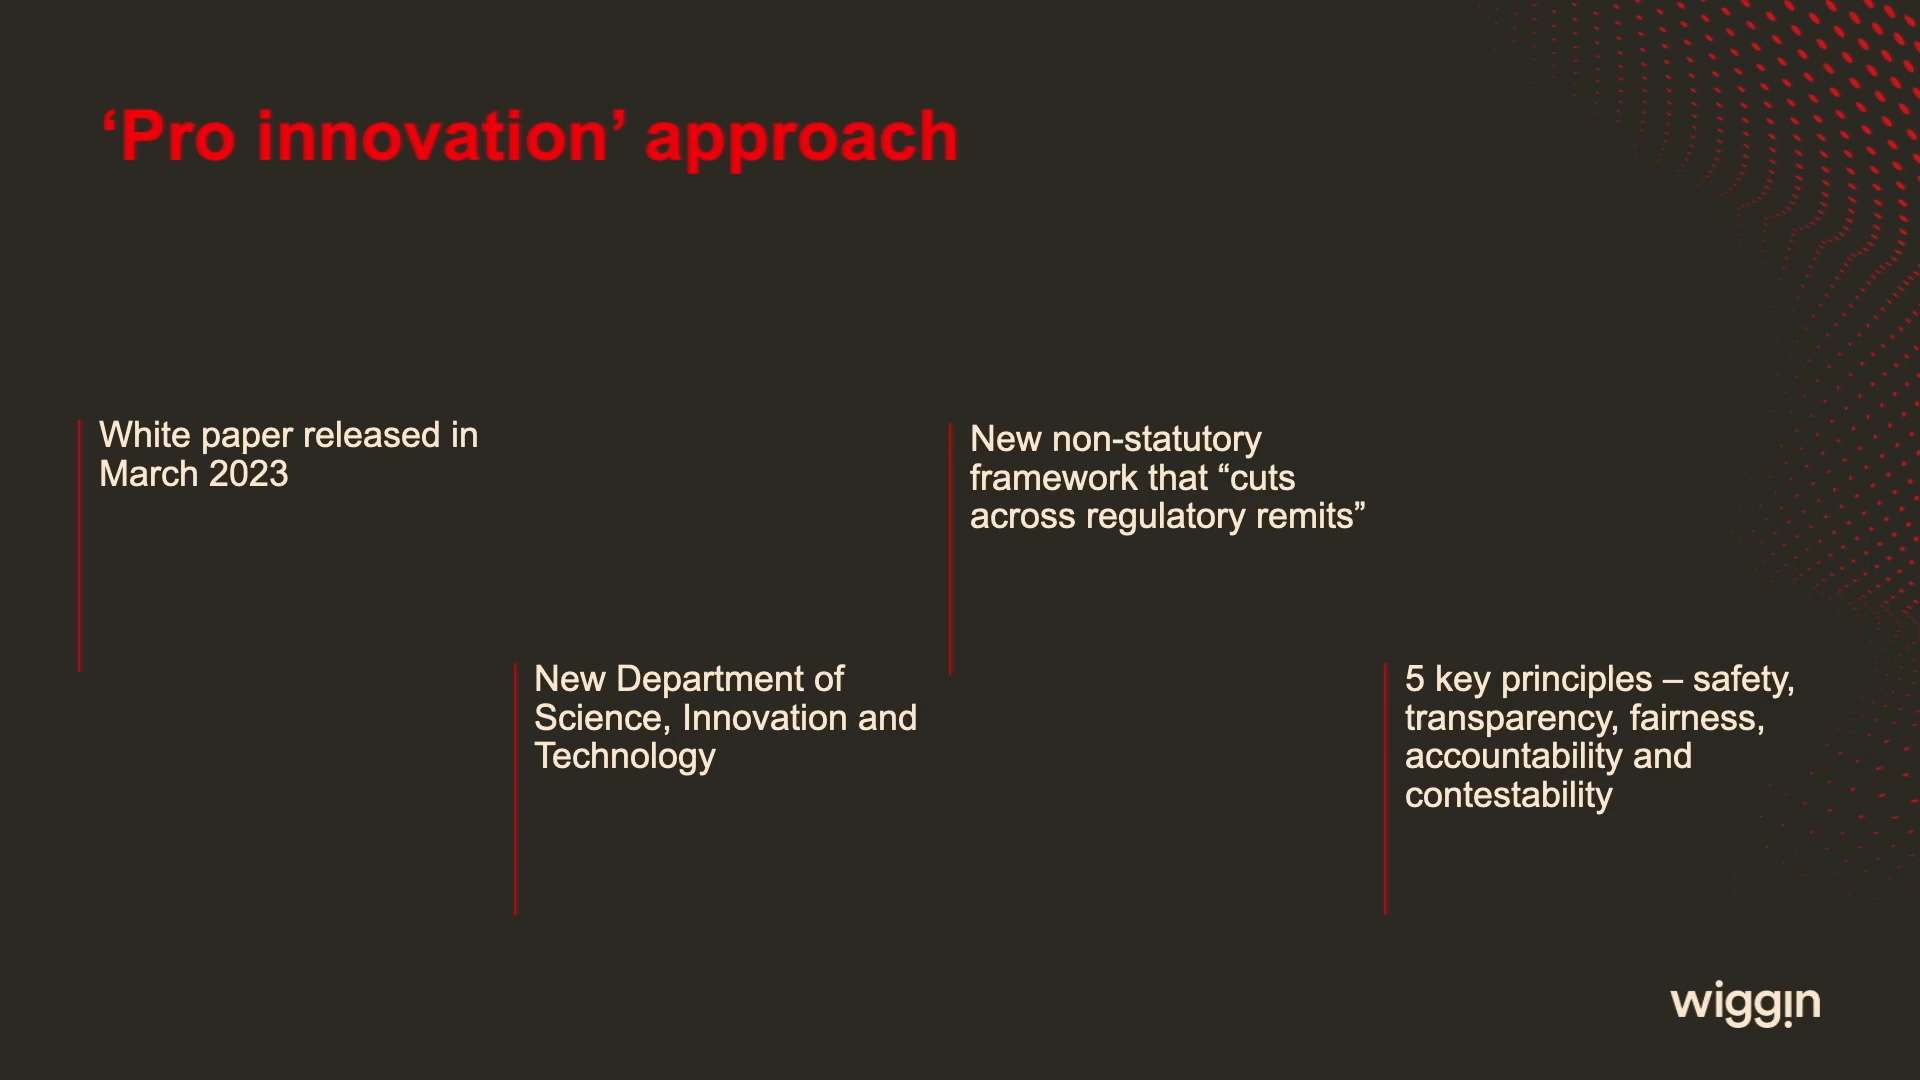 ‘Pro innovation’ approach
White paper released in
March 2023
New Department of
Science, Innovation and
Technology
New non-statutory
framework that “cuts
across regulatory remits”
5 key principles – safety,
transparency, fairness,
accountability and
contestability
wiggin